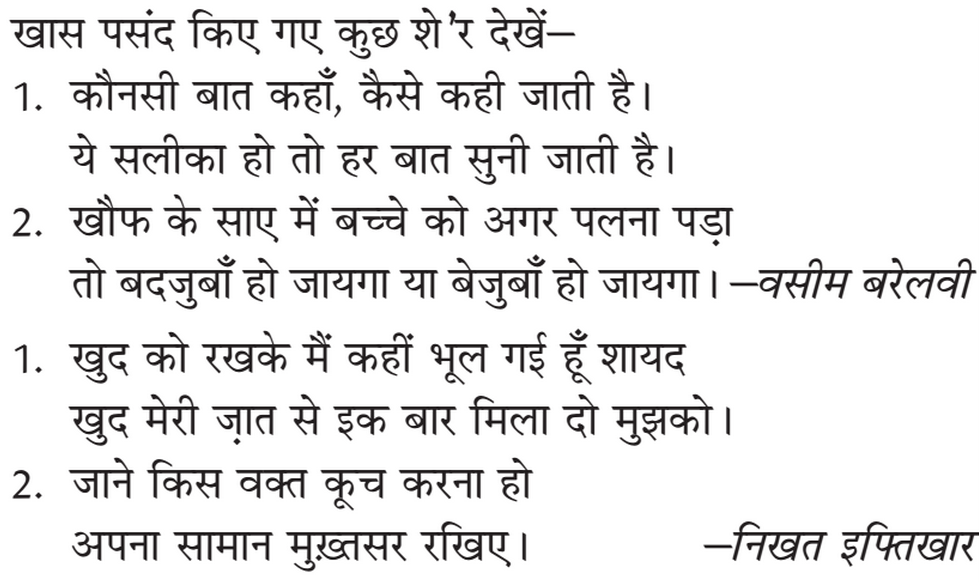 खास पसंद किए गए कुछ शे'र देखें—
1. कौनसी बात कहाँ, कैसे कही जाती है।
ये सलीका हो तो हर बात सुनी जाती है।
2. खौफ के साए में बच्चे को अगर पलना पड़ा
तो बदजुबाँ हो जायगा या बेजुबाँ हो जायगा। —वसीम बरेलवी
1. खुद को रखके मैं कहीं भूल गई हूँ शायद
खुद मेरी ज़ात से इक बार मिला दो मुझको।
2. जाने किस वक्त कूच करना हो
अपना सामान मुख़्तसर रखिए। —निखत इफ्तिखार